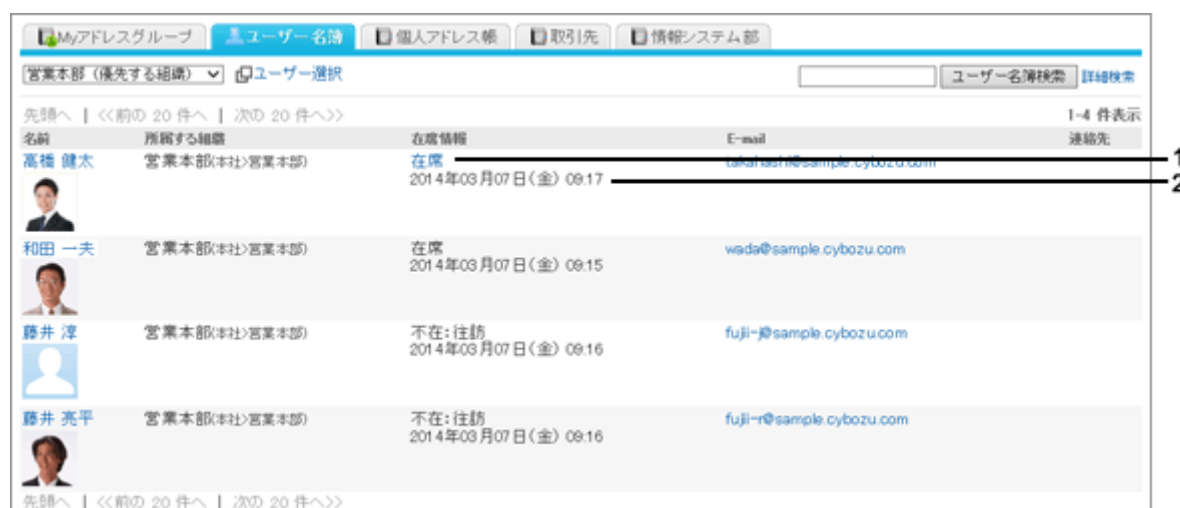 Myアドレスグループ ユーザー名簿 個人アドレス帳 取引先 情報システム部
営業本部（優先する組織） ユーザー選択 ユーザー名簿検索 詳細検索
先頭へ | <<前の 20 件へ | 次の 20 件へ>> 1-4 件表示
名前 所属する組織 在席情報 E-mail 連絡先
高橋 健太 営業本部(本社>営業本部) 在席 takahashi@sample.cybozu.com 1
2014年03月07日(金) 09:17 2
和田 一夫 営業本部(本社>営業本部) 在席 wada@sample.cybozu.com
2014年03月07日(金) 09:15
藤井 淳 営業本部(本社>営業本部) 不在:往訪 fujii-j@sample.cybozu.com
2014年03月07日(金) 09:16
藤井 亮平 営業本部(本社>営業本部) 不在:往訪 fujii-r@sample.cybozu.com
2014年03月07日(金) 09:16
先頭へ | <<前の 20 件へ | 次の 20 件へ>>